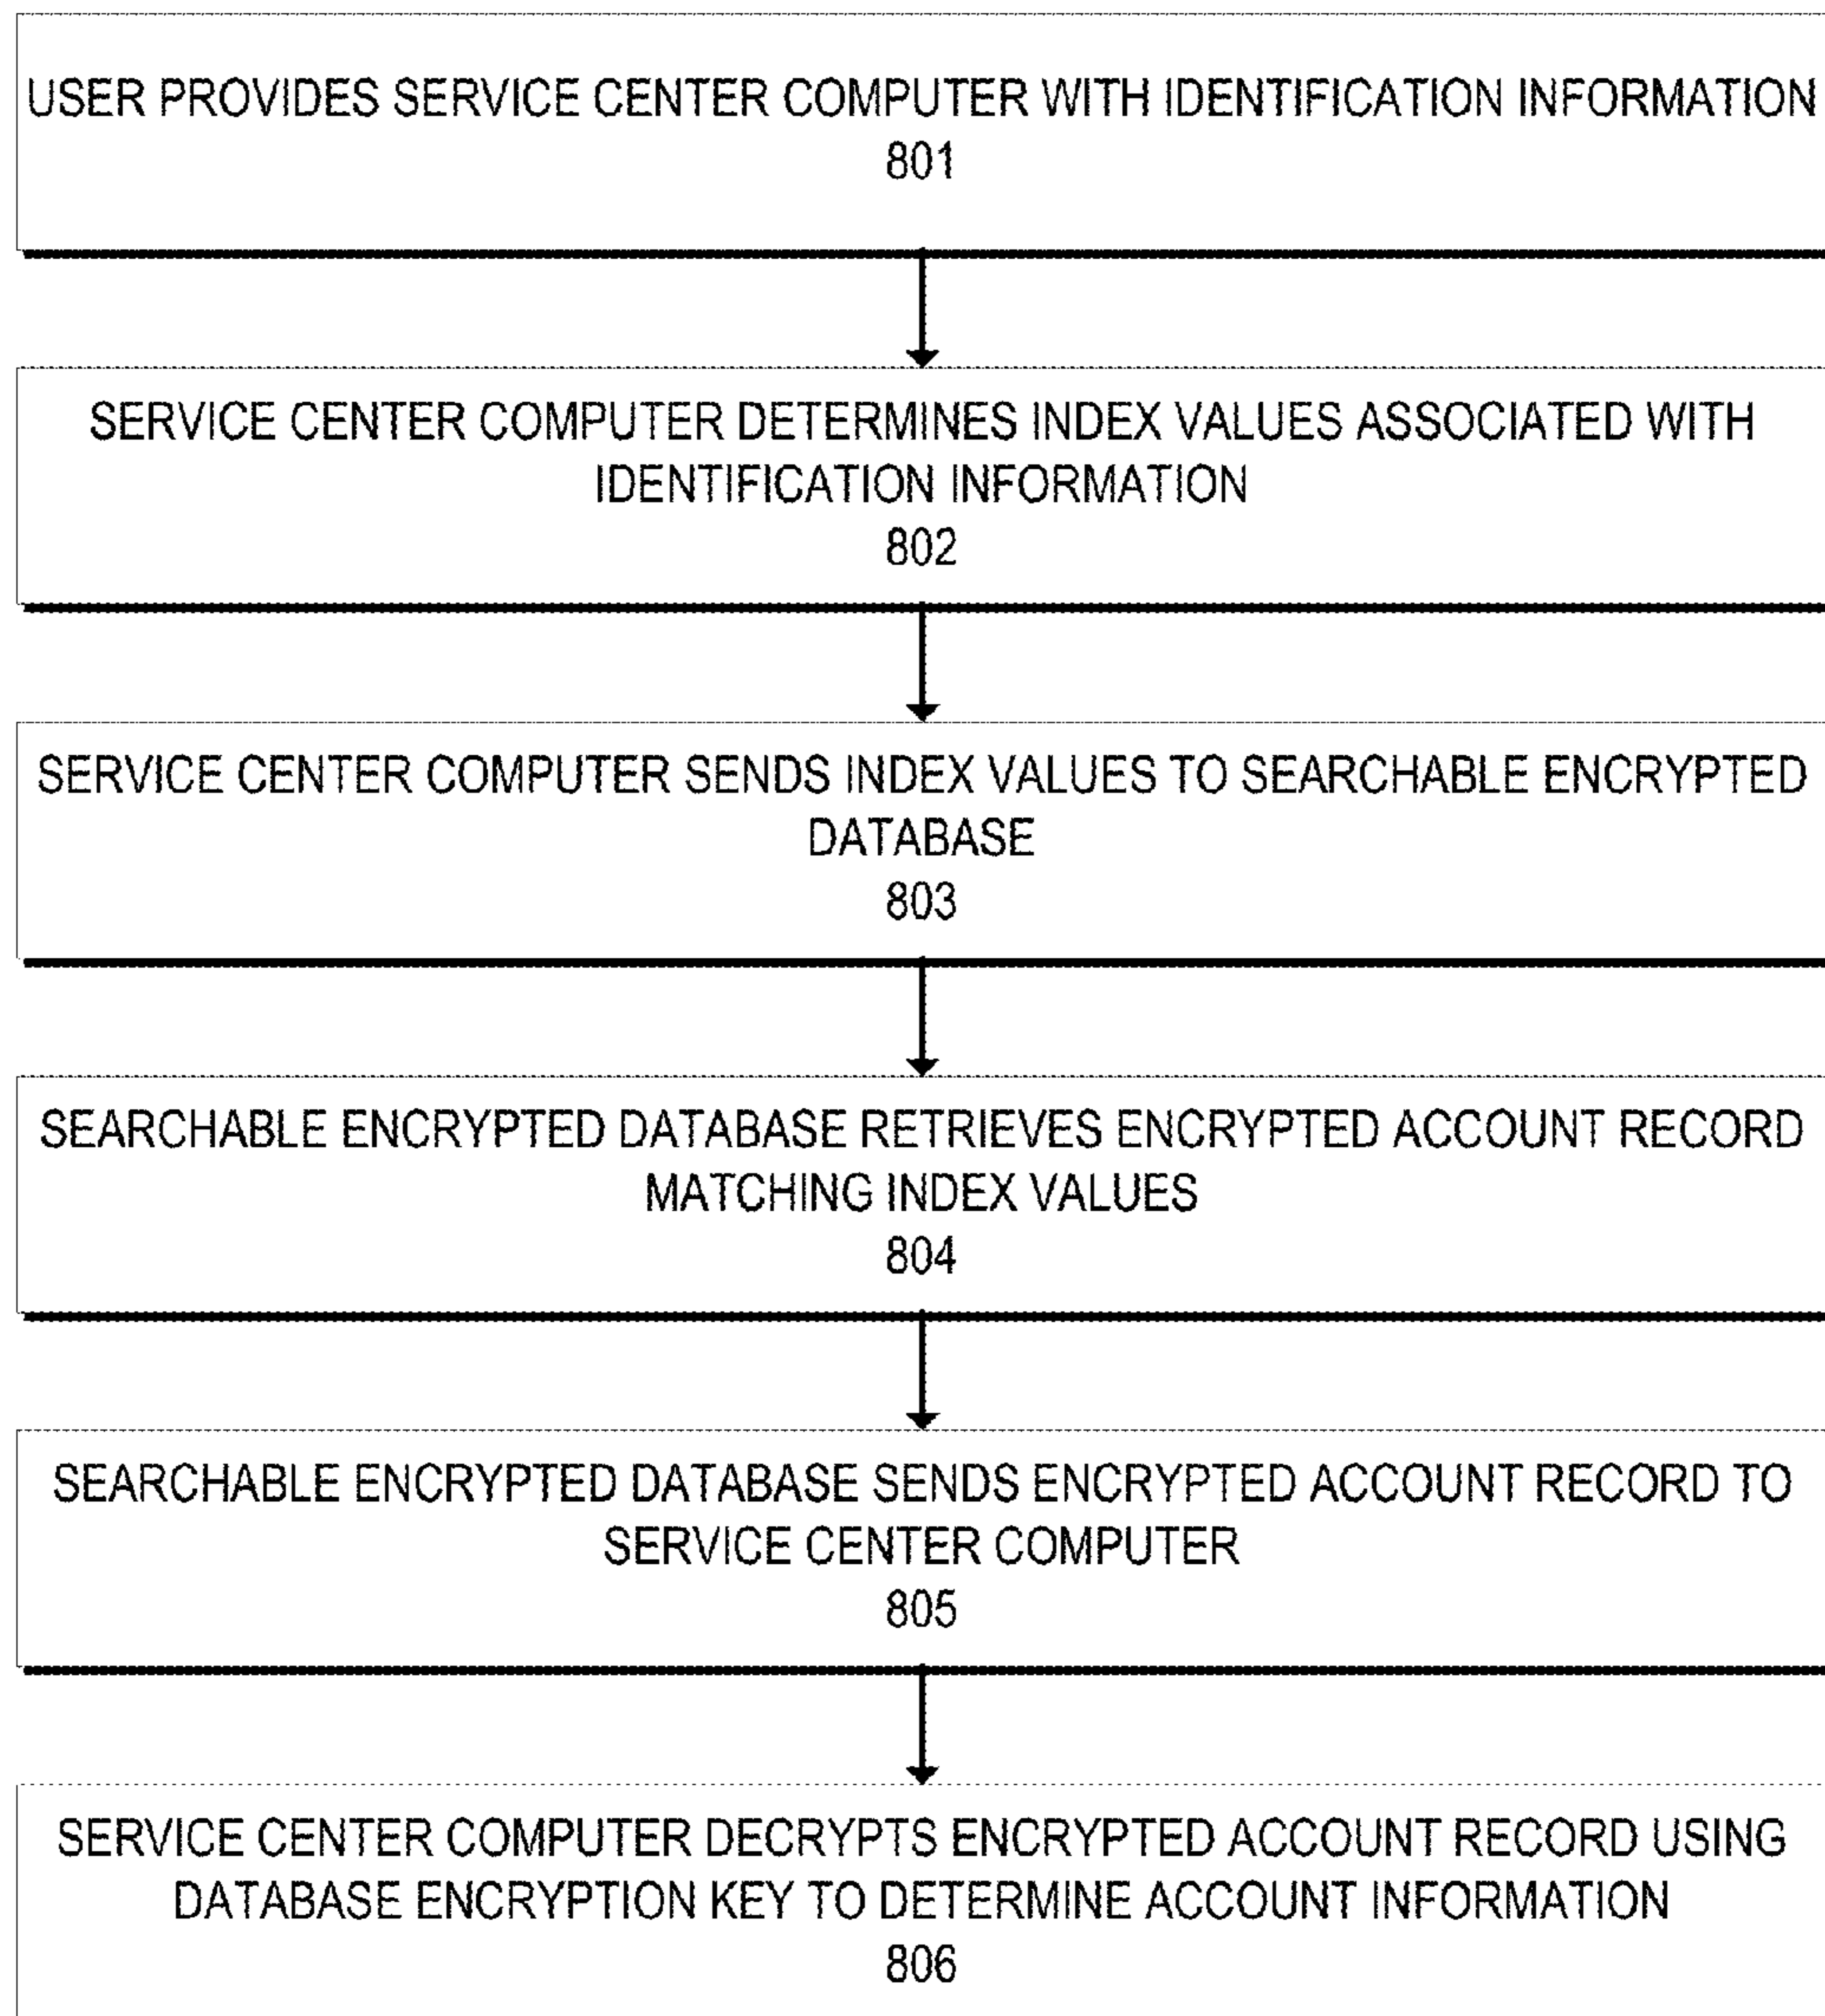 USER PROVIDES SERVICE CENTER COMPUTER WITH IDENTIFICATION INFORMATION
801
SERVICE CENTER COMPUTER DETERMINES INDEX VALUES ASSOCIATED WITH
IDENTIFICATION INFORMATION
802
SERVICE CENTER COMPUTER SENDS INDEX VALUES TO SEARCHABLE ENCRYPTED
DATABASE
803
SEARCHABLE ENCRYPTED DATABASE RETRIEVES ENCRYPTED ACCOUNT RECORD
MATCHING INDEX VALUES
804
SEARCHABLE ENCRYPTED DATABASE SENDS ENCRYPTED ACCOUNT RECORD TO
SERVICE CENTER COMPUTER
805
SERVICE CENTER COMPUTER DECRYPTS ENCRYPTED ACCOUNT RECORD USING
DATABASE ENCRYPTION KEY TO DETERMINE ACCOUNT INFORMATION
806